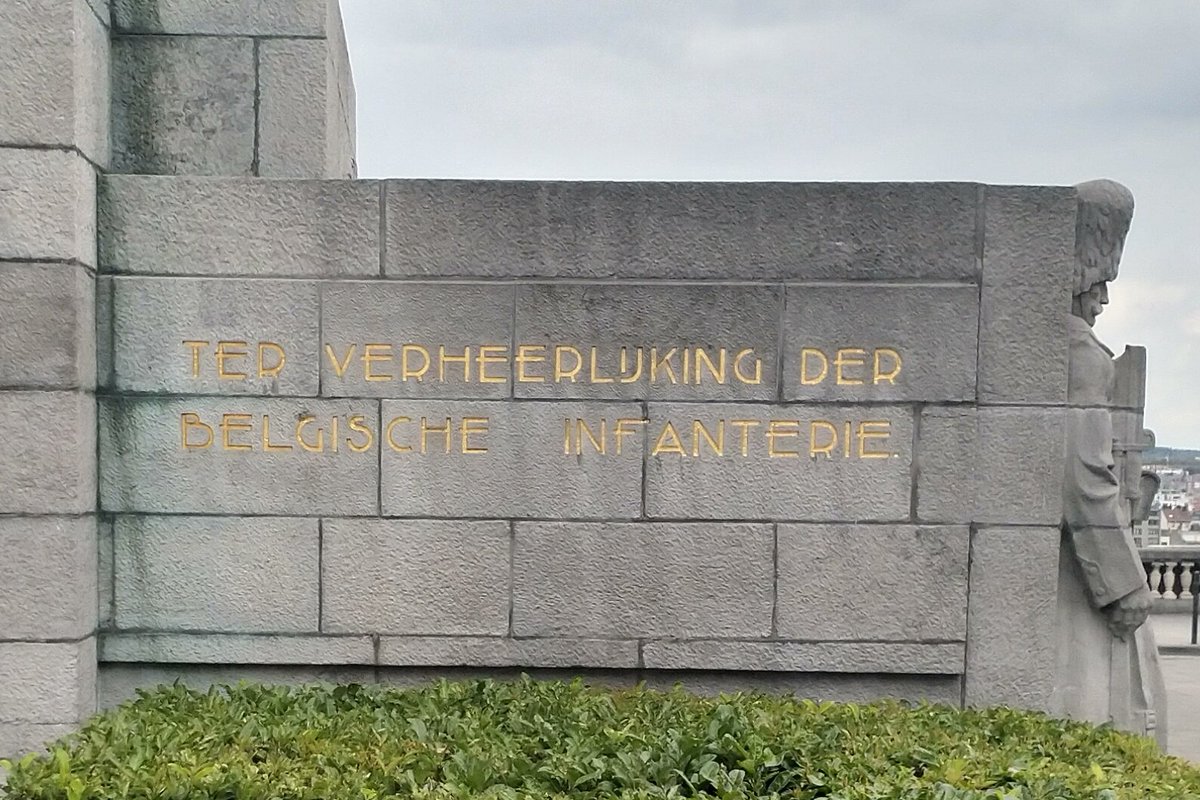 TER VERHEERLIJKING DER
BELGISCHE INFANTERIE.